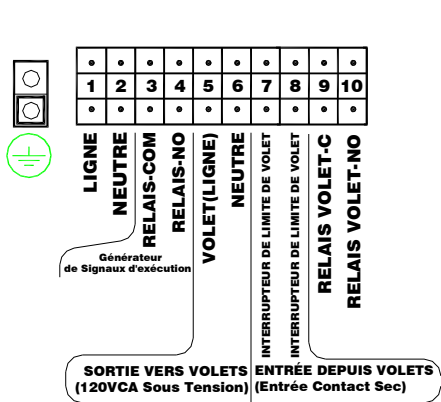 1 2 3 4 5 6 7 8 9 10
LIGNE
NEUTRE
RELAIS-COM
RELAIS-NO
VOLET(LIGNE)
NEUTRE
INTERRUPTEUR DE LIMITE DE VOLET
INTERRUPTEUR DE LIMITE DE VOLET
RELAIS VOLET-C
RELAIS VOLET-NO
Générateur
de Signaux d'exécution
SORTIE VERS VOLETS
(120VCA Sous Tension)
ENTRÉE DEPUIS VOLETS
(Entrée Contact Sec)